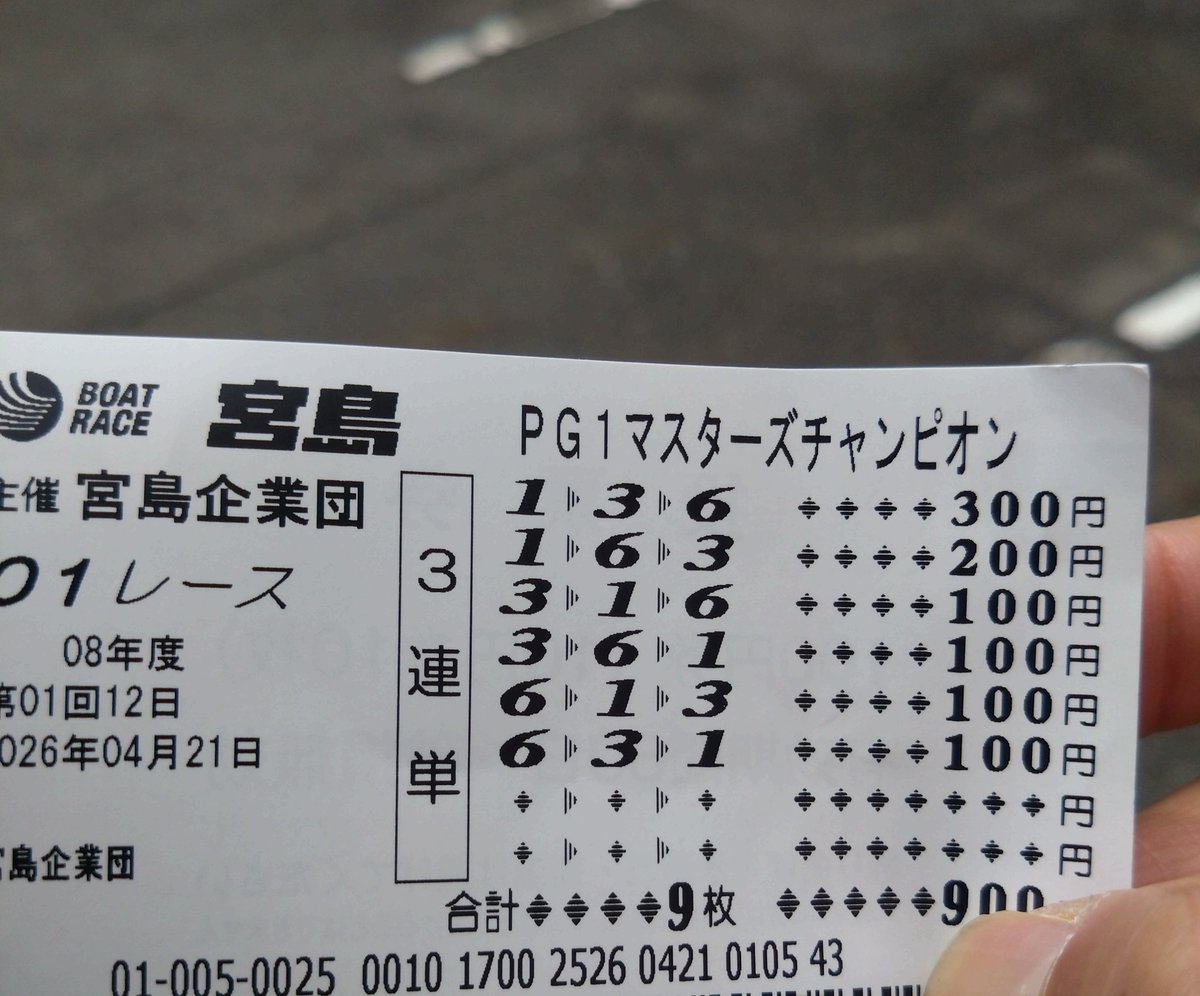 BOAT RACE 宮島
PG1マスターズチャンピオン
主催 宮島企業団
01レース
08年度
第01回12日
2026年04月21日
宮島企業団
3連単
1 3 6 300円
1 6 3 200円
3 1 6 100円
3 6 1 100円
6 1 3 100円
6 3 1 100円
円
円
合計 9枚 900
01-005-0025 0010 1700 2526 0421 0105 43